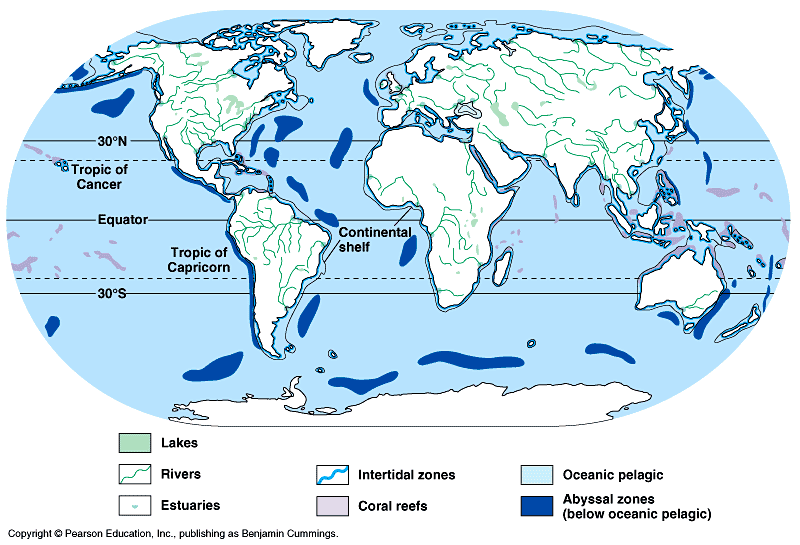 30°N
Tropic of
Cancer
Equator
Continental
shelf
Tropic of
Capricorn
30°S
Lakes
Rivers
Intertidal zones
Oceanic pelagic
Estuaries
Coral reefs
Abyssal zones
(below oceanic pelagic)
Copyright © Pearson Education, Inc., publishing as Benjamin Cummings.